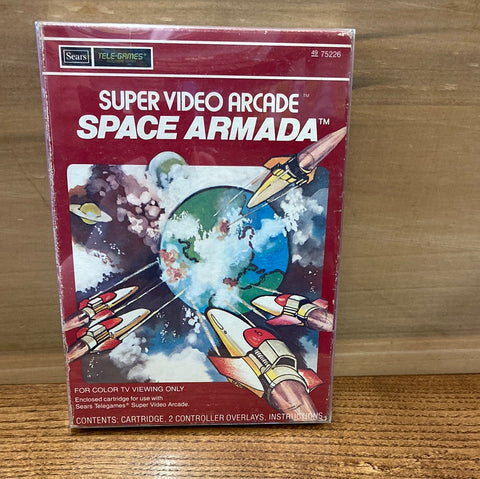 Sears TELE-GAMES® 49 75226
SUPER VIDEO ARCADE™
SPACE ARMADA™
FOR COLOR TV VIEWING ONLY
Enclosed cartridge for use with
Sears Telegames® Super Video Arcade.
CONTENTS: CARTRIDGE, 2 CONTROLLER OVERLAYS, INSTRUCTIONS